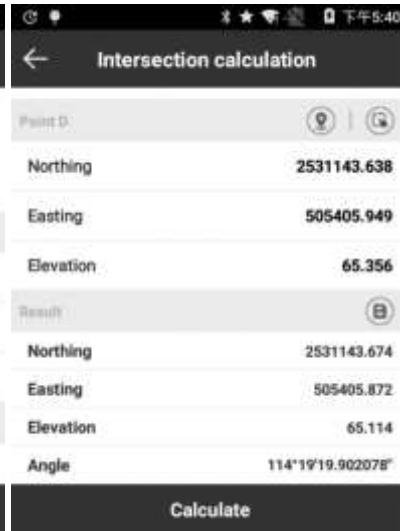 下午5:40
Intersection calculation
Point D
Northing 2531143.638
Easting 505405.949
Elevation 65.356
Result
Northing 2531143.674
Easting 505405.872
Elevation 65.114
Angle 114°19'19.902078"
Calculate